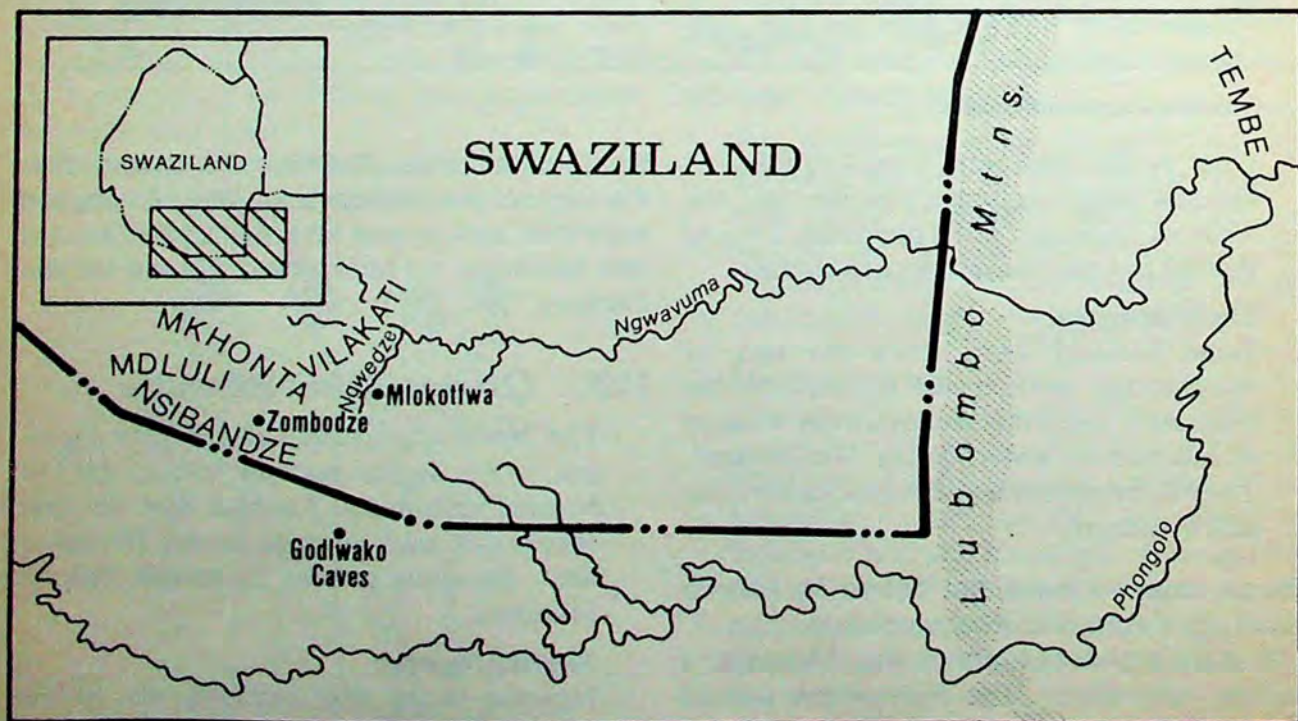 SWAZILAND
SWAZILAND
TEMBE
Lubombo Mtns.
Ngwavuma
MKHONTA
VILAKATI
MDLULI
Ngwedze
Mlokotfwa
NSIBANDZE
Zombodze
Godlwako
Caves
Phongolo